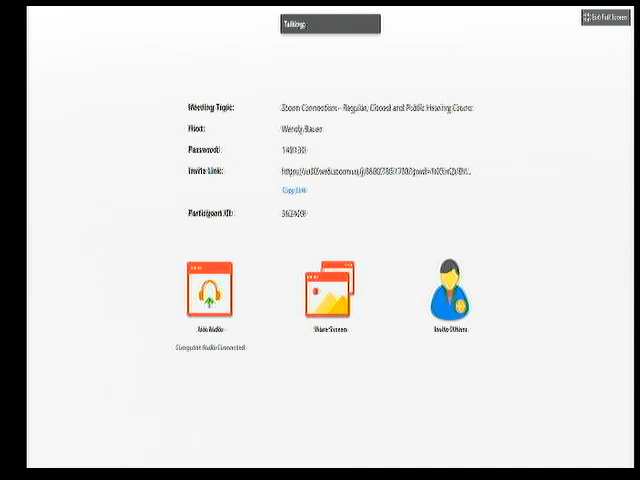 Talking:
Exit Full Screen
Meeting Topic: Zoom Connection - Regular, Closed and Public Hearing Counc
Host: Wendy Bauer
Password:
Invite Link:
Copy Link
Participant ID:
Join Audio Share Screen Invite Others
Computer Audio Connected